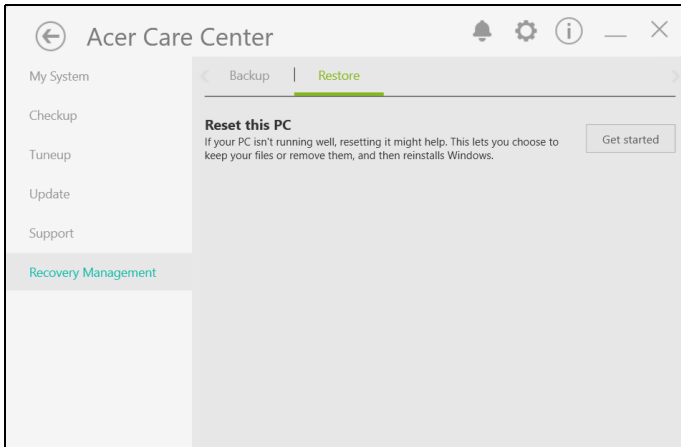 Acer Care Center
My System
Checkup
Tuneup
Update
Support
Recovery Management
Backup
Restore
Reset this PC
If your PC isn't running well, resetting it might help. This lets you choose to
keep your files or remove them, and then reinstalls Windows.
Get started